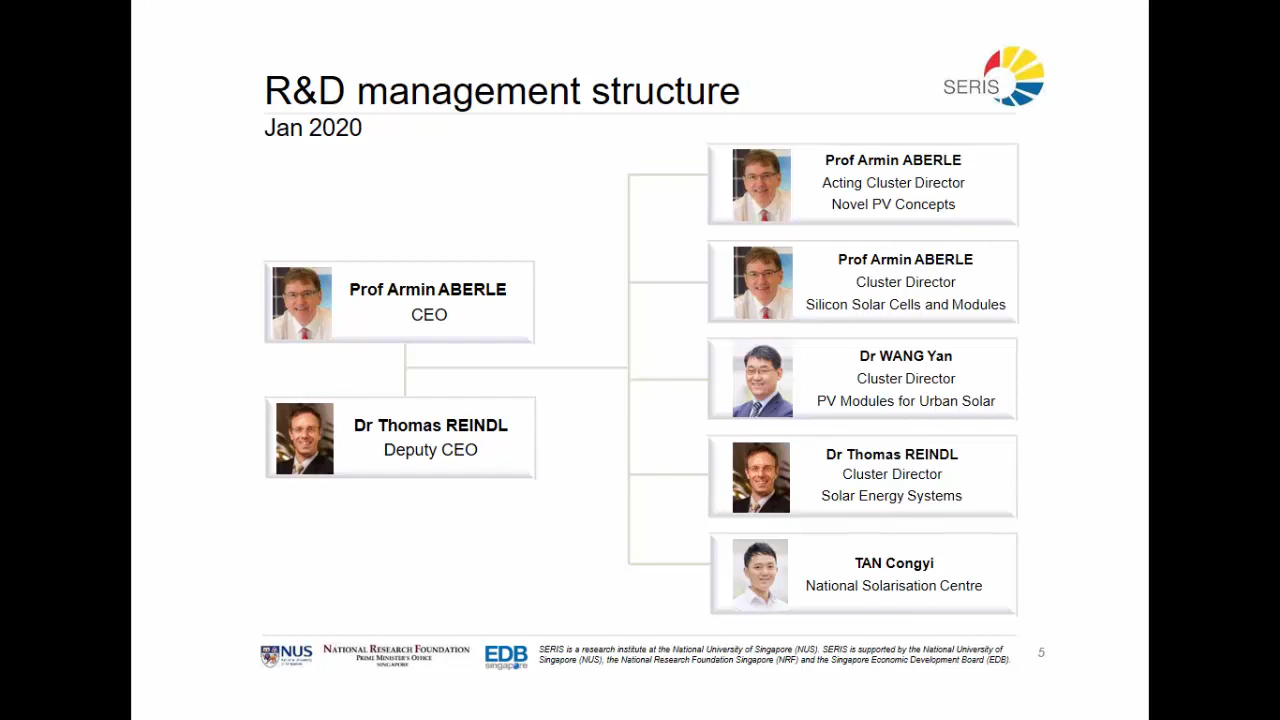 R&D management structure
SERIS
Jan 2020
Prof Armin ABERLE
CEO
Dr Thomas REINDL
Deputy CEO
Prof Armin ABERLE
Acting Cluster Director
Novel PV Concepts
Prof Armin ABERLE
Cluster Director
Silicon Solar Cells and Modules
Dr WANG Yan
Cluster Director
PV Modules for Urban Solar
Dr Thomas REINDL
Cluster Director
Solar Energy Systems
TAN Congyi
National Solarisation Centre
NUS
National University
of Singapore
NATIONAL RESEARCH FOUNDATION
PRIME MINISTER'S OFFICE
SINGAPORE
EDB
singapore
SERIS is a research institute at the National University of Singapore (NUS). SERIS is supported by the National University of
Singapore (NUS), the National Research Foundation Singapore (NRF) and the Singapore Economic Development Board (EDB).
5